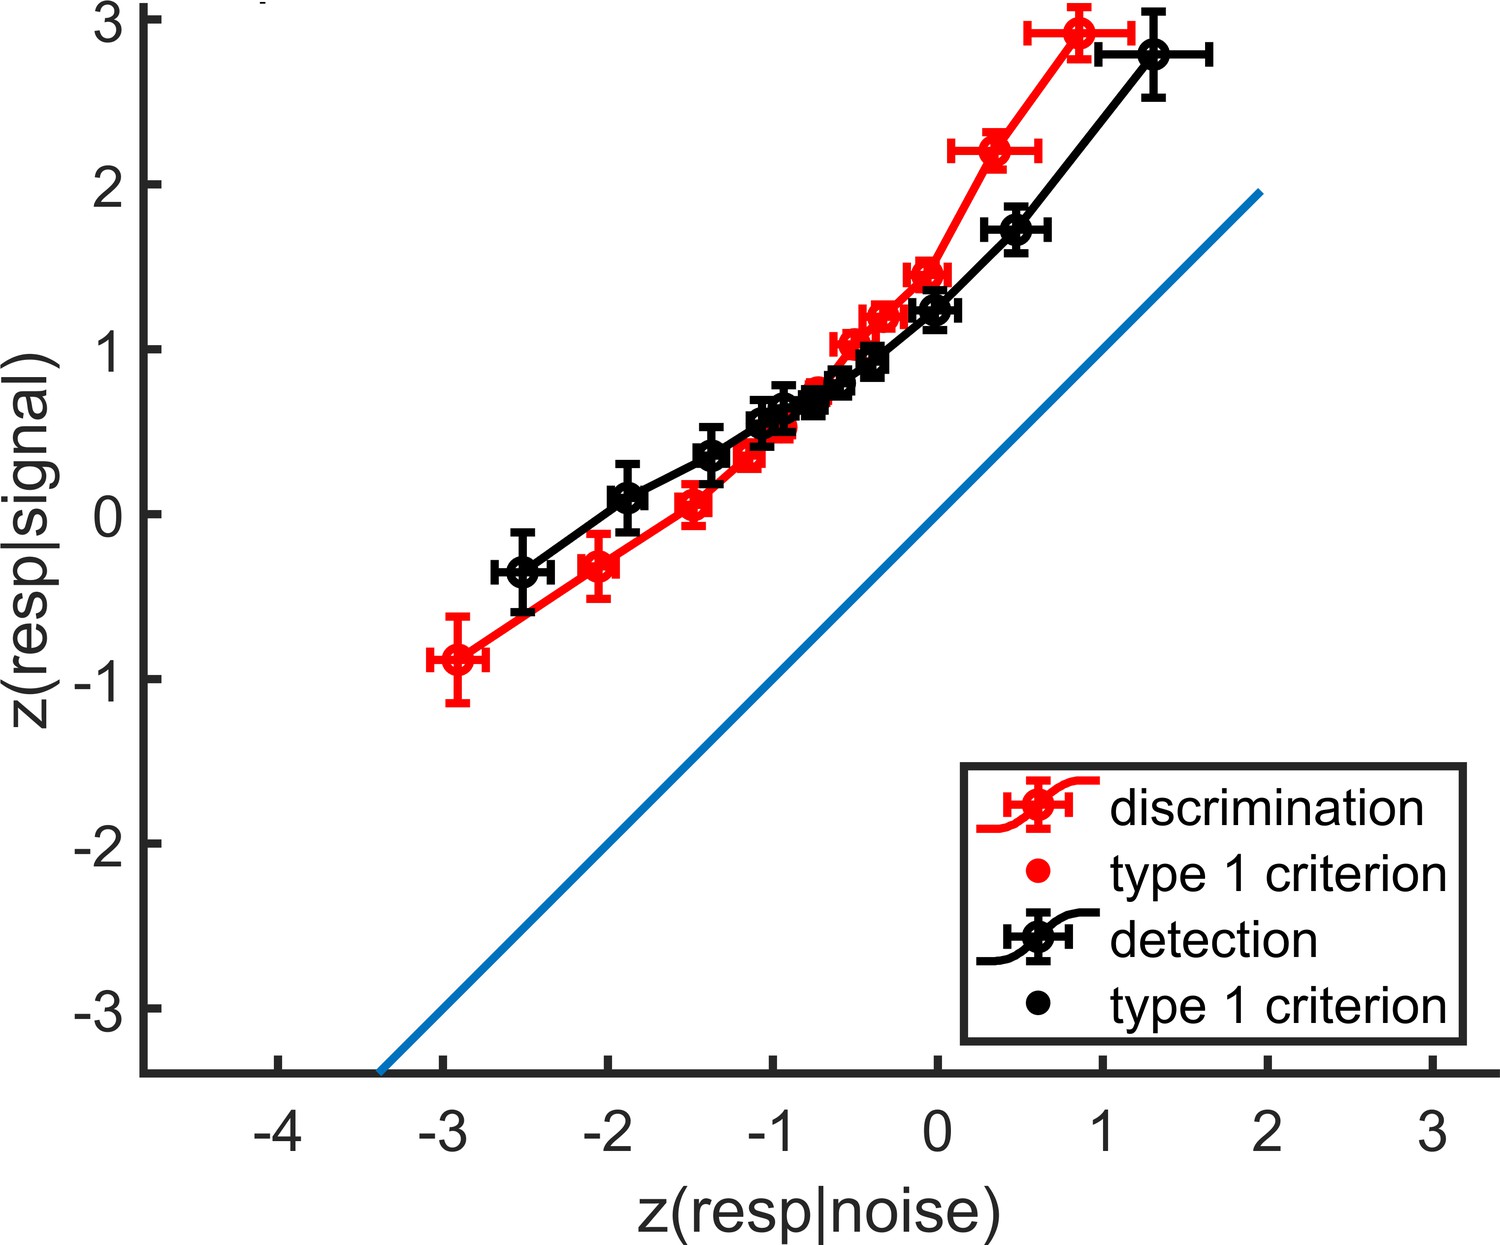 3
2
1
0
-1
-2
-3
z(resp|signal)
-4 -3 -2 -1 0 1 2 3
z(resp|noise)
discrimination
type 1 criterion
detection
type 1 criterion